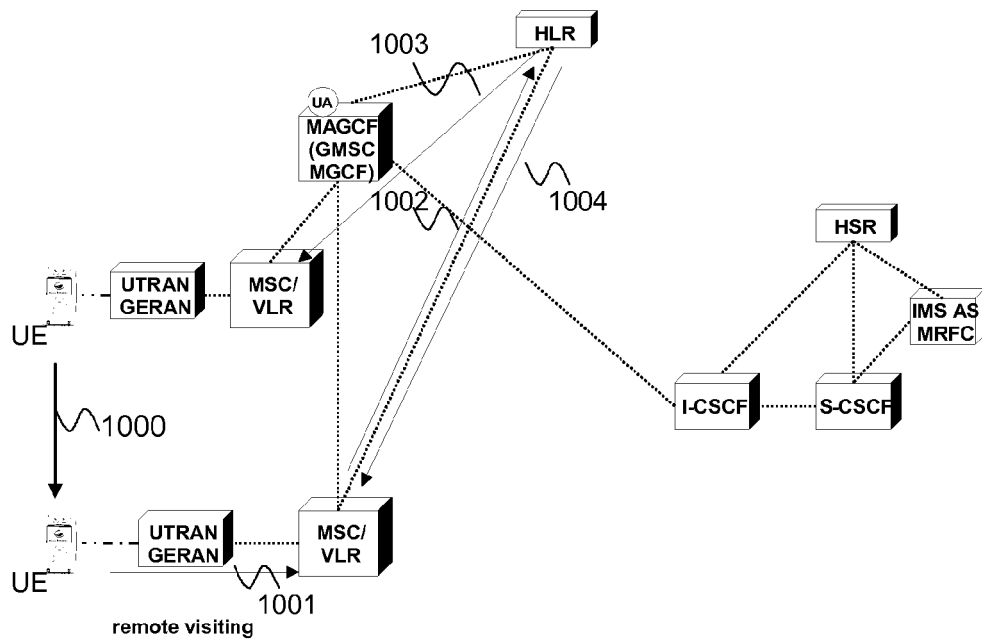 HLR
1003
UA
MAGCF
(GMSC
MGCF)
1002
1004
HSR
UTRAN
GERAN
MSC/
VLR
IMS AS
MRFC
UE
I-CSCF
S-CSCF
1000
UTRAN
GERAN
MSC/
VLR
UE
1001
remote visiting